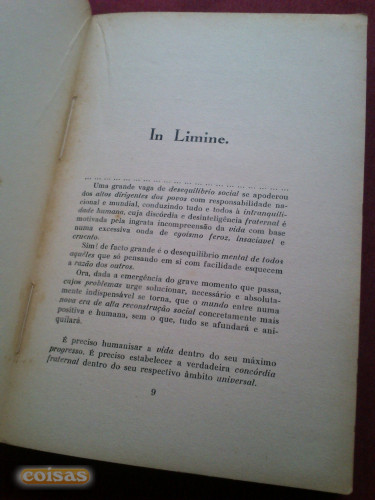 In Limine.
... ... ... ... ... ... ... ... ... ... ... ... ... ... ... ... ...
Uma grande vaga de desequilíbrio social se apoderou
dos altos dirigentes dos povos com responsabilidade na-
cional e mundial, conduzindo tudo e todos à intranquili-
dade humana, cuja discórdia e desinteligência fraternal é
motivada pela ingrata incompreensão da vida com base
numa excessiva onda de egoísmo feroz, insaciavel e
cruento.
Sim! de facto grande é o desequilíbrio mental de todos
aquêles que só pensando em si com facilidade esquecem
a razão dos outros.
Ora, dada a emergência do grave momento que passa,
cujos problemas urge solucionar, necessário e absoluta-
mente indispensável se torna, que o mundo entre numa
nova era de alta reconstrução social concretamente mais
positiva e humana, sem o que, tudo se afundará e ani-
quilará.
É preciso humanisar a vida dentro do seu máximo
progresso. É preciso estabelecer a verdadeira concórdia
fraternal dentro do seu respectivo âmbito universal.
9
coisas